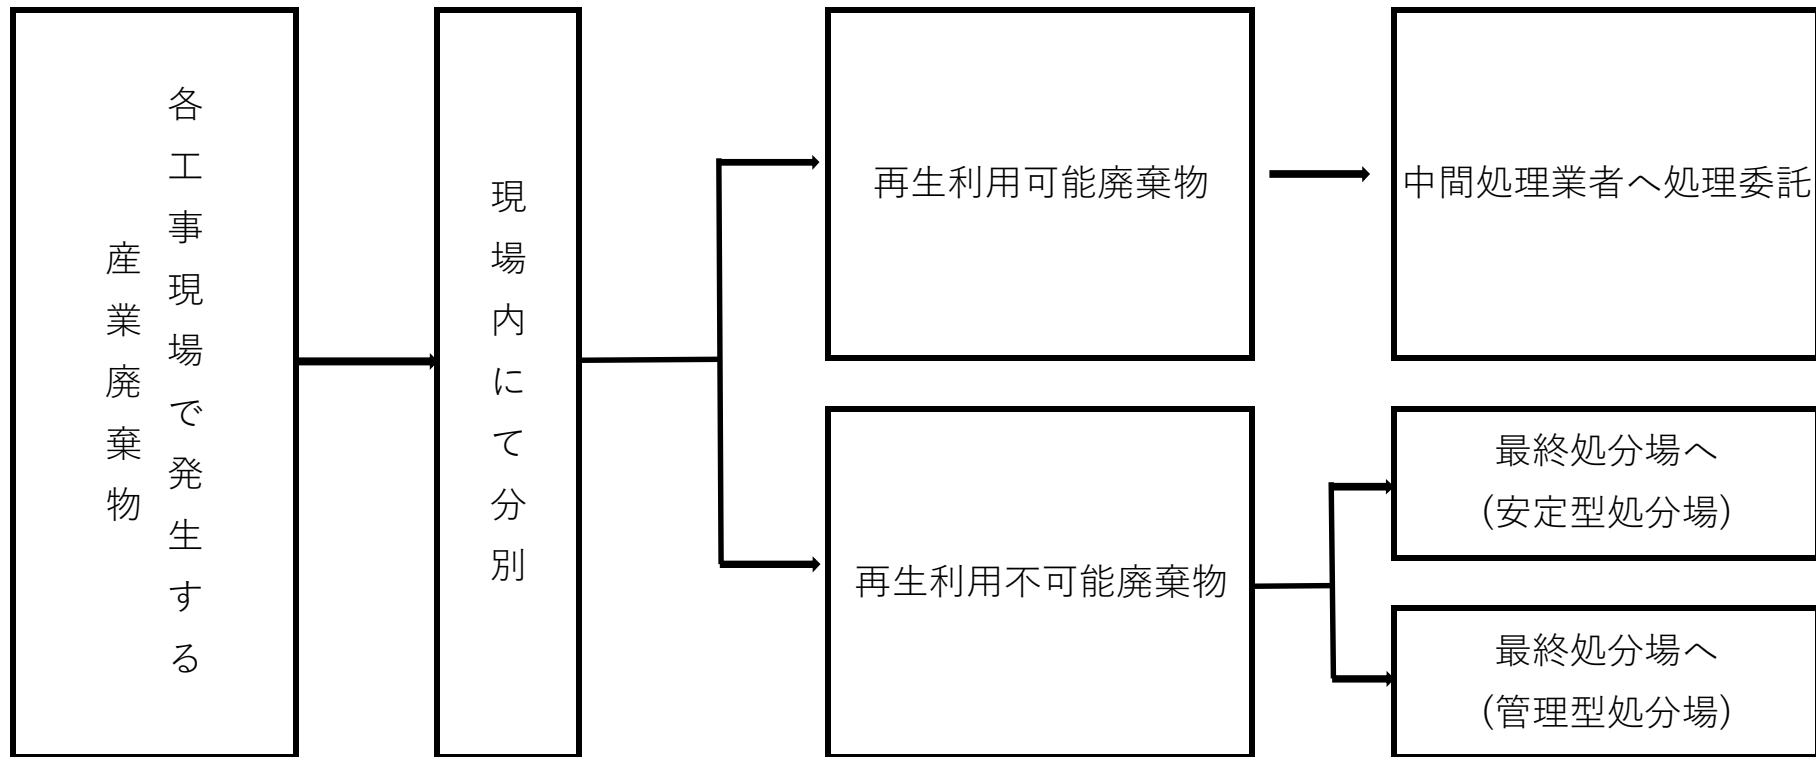 各工事現場で発生する
産業廃棄物
現場内にて分別
再生利用可能廃棄物
中間処理業者へ処理委託
再生利用不可能廃棄物
最終処分場へ
(安定型処分場)
最終処分場へ
(管理型処分場)